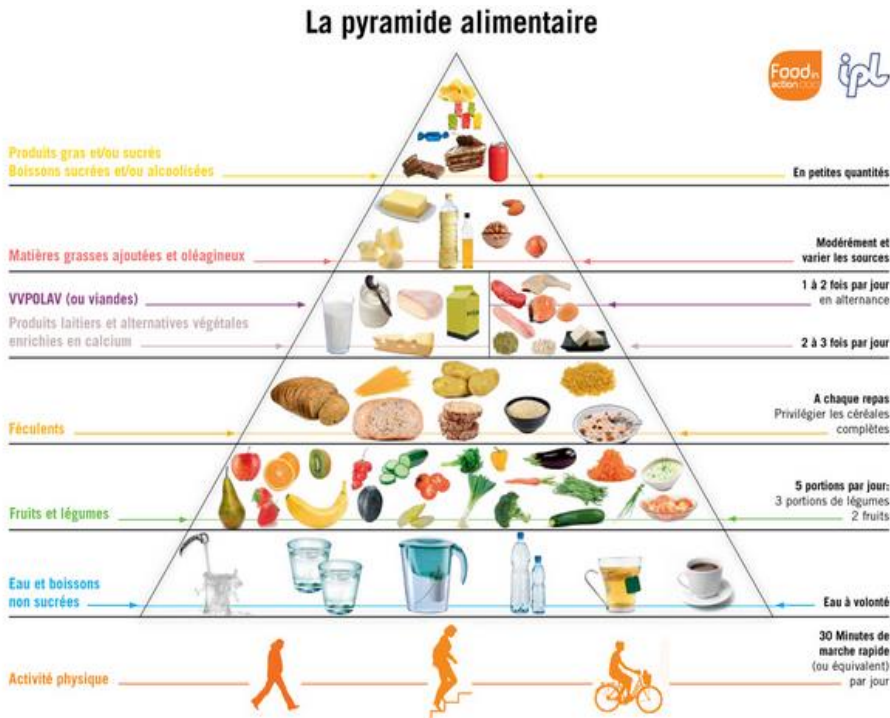 La pyramide alimentaire
Food in
action.com
ipl
Produits gras et/ou sucrés
Boissons sucrées et/ou alcoolisées
En petites quantités
Matières grasses ajoutées et oléagineux
Modérément et
varier les sources
VVPOLAV (ou viandes)
1 à 2 fois par jour
en alternance
Produits laitiers et alternatives végétales
enrichies en calcium
2 à 3 fois par jour
Féculents
A chaque repas
Privilégier les céréales
complètes
Fruits et légumes
5 portions par jour:
3 portions de légumes
2 fruits
Eau et boissons
non sucrées
Eau à volonté
Activité physique
30 Minutes de
marche rapide
(ou équivalent)
par jour